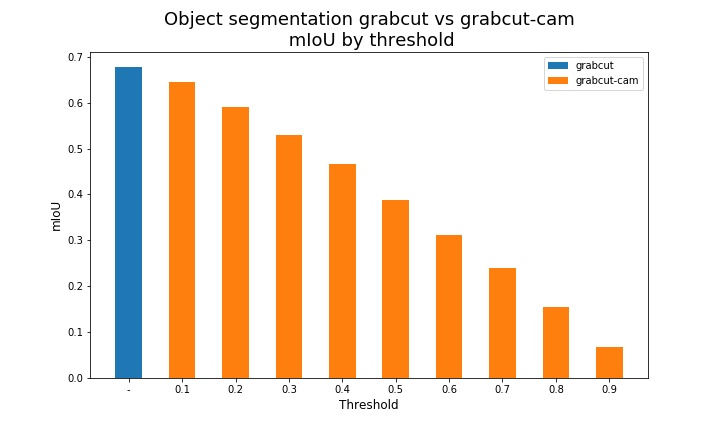 Object segmentation grabcut vs grabcut-cam
mIoU by threshold
grabcut
grabcut-cam
mIoU
0.7
0.6
0.5
0.4
0.3
0.2
0.1
0.0
- 0.1 0.2 0.3 0.4 0.5 0.6 0.7 0.8 0.9
Threshold